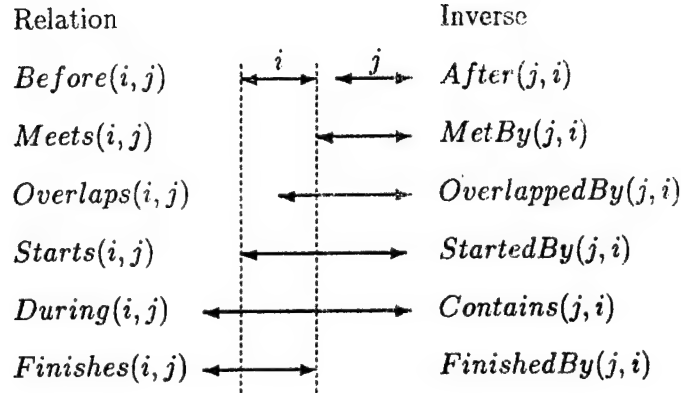 Relation Inverse
Before(i, j) i j After(j, i)
Meets(i, j) MetBy(j, i)
Overlaps(i, j) OverlappedBy(j, i)
Starts(i, j) StartedBy(j, i)
During(i, j) Contains(j, i)
Finishes(i, j) FinishedBy(j, i)